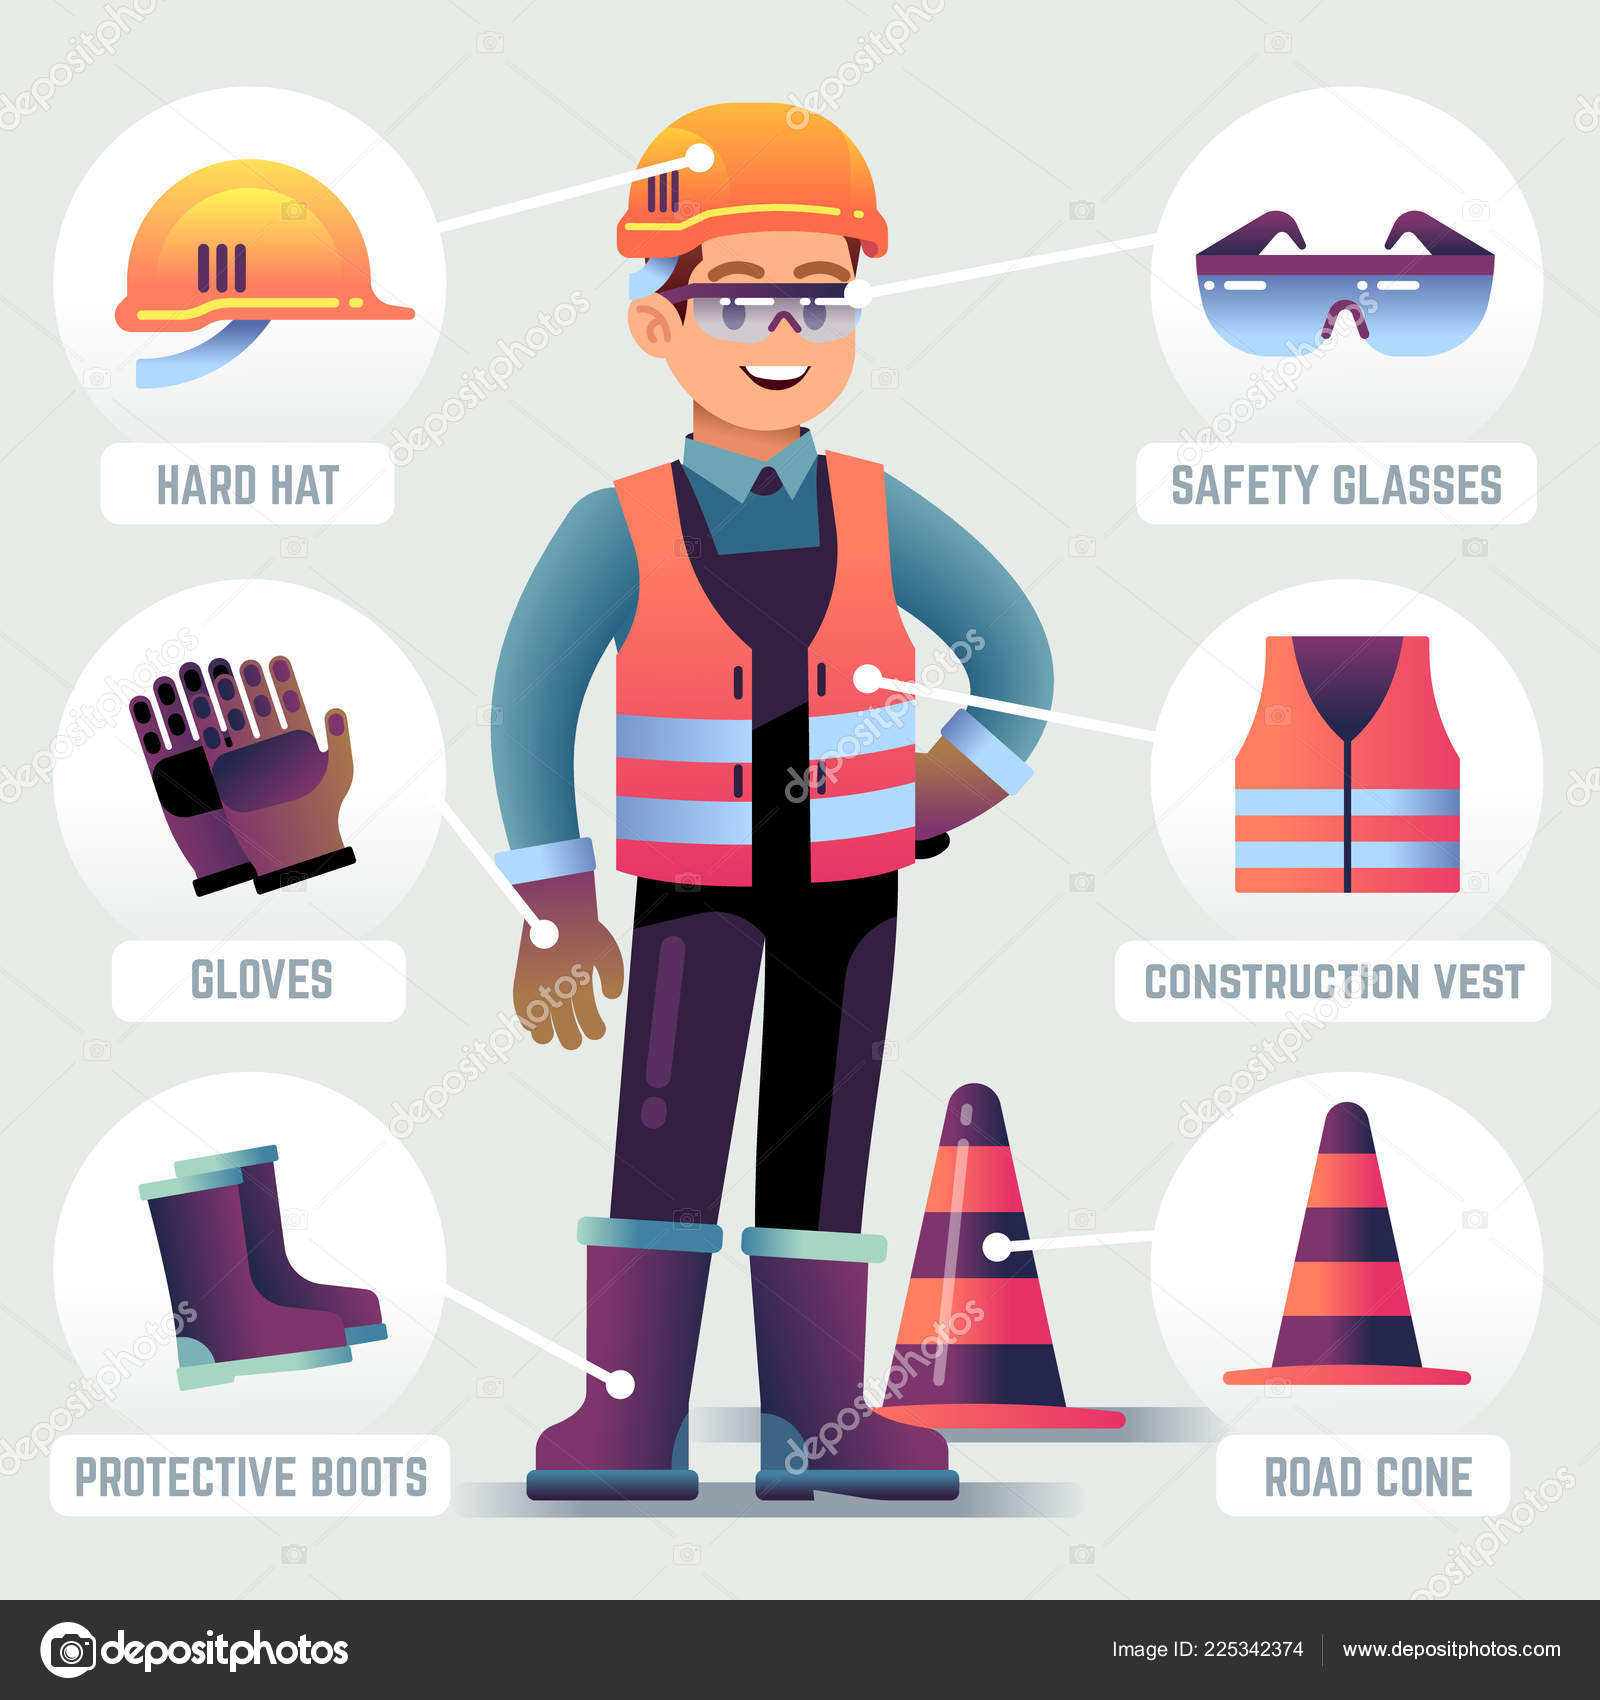 HARD HAT
SAFETY GLASSES
GLOVES
CONSTRUCTION VEST
PROTECTIVE BOOTS
ROAD CONE
depositphotos
Image ID: 225342374
www.depositphotos.com